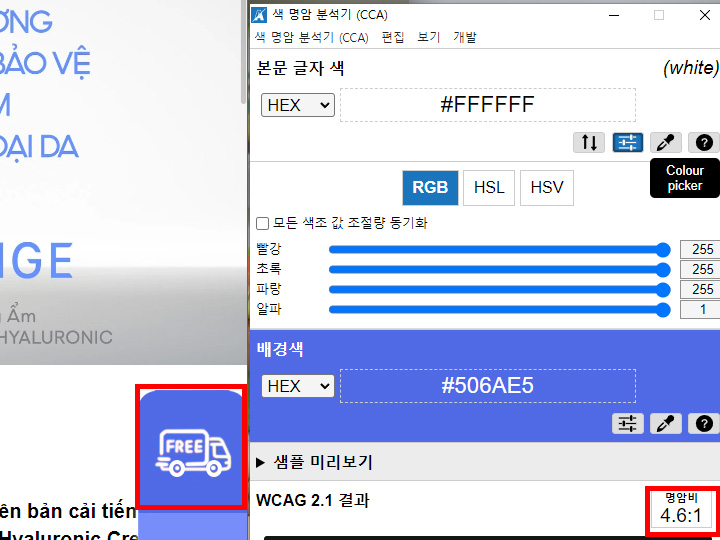 ƠNG
BẢO VỆ
M
OẠI DA
NGE
Ẩm
HYALURONIC
FREE
ên bản cải tiến
Hyaluronic Cre
색 명암 분석기 (CCA)
색 명암 분석기 (CCA) 편집 보기 개발
본문 글자 색 (white)
HEX #FFFFFF
Colour
picker
RGB HSL HSV
모든 색조 값 조절량 동기화
빨강 255
초록 255
파랑 255
알파 1
배경색
HEX #506AE5
샘플 미리보기
WCAG 2.1 결과
명암비
4.6:1